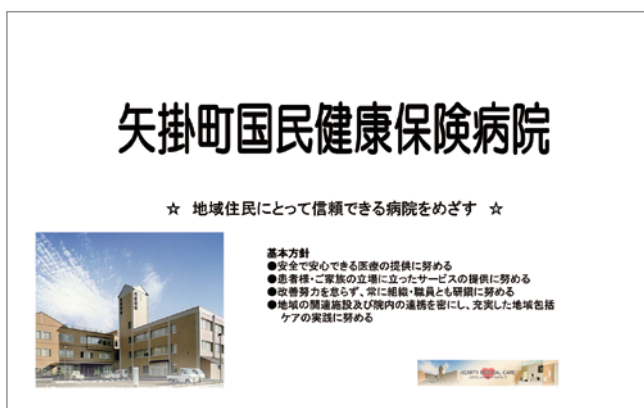 矢掛町国民健康保険病院
☆ 地域住民にとって信頼できる病院をめざす ☆
基本方針
●安全で安心できる医療の提供に努める
●患者様・ご家族の立場に立ったサービスの提供に努める
●改善努力を怠らず、常に組織・職員とも研鑽に努める
●地域の関連施設及び院内の連携を密にし、充実した地域包括
ケアの実践に努める